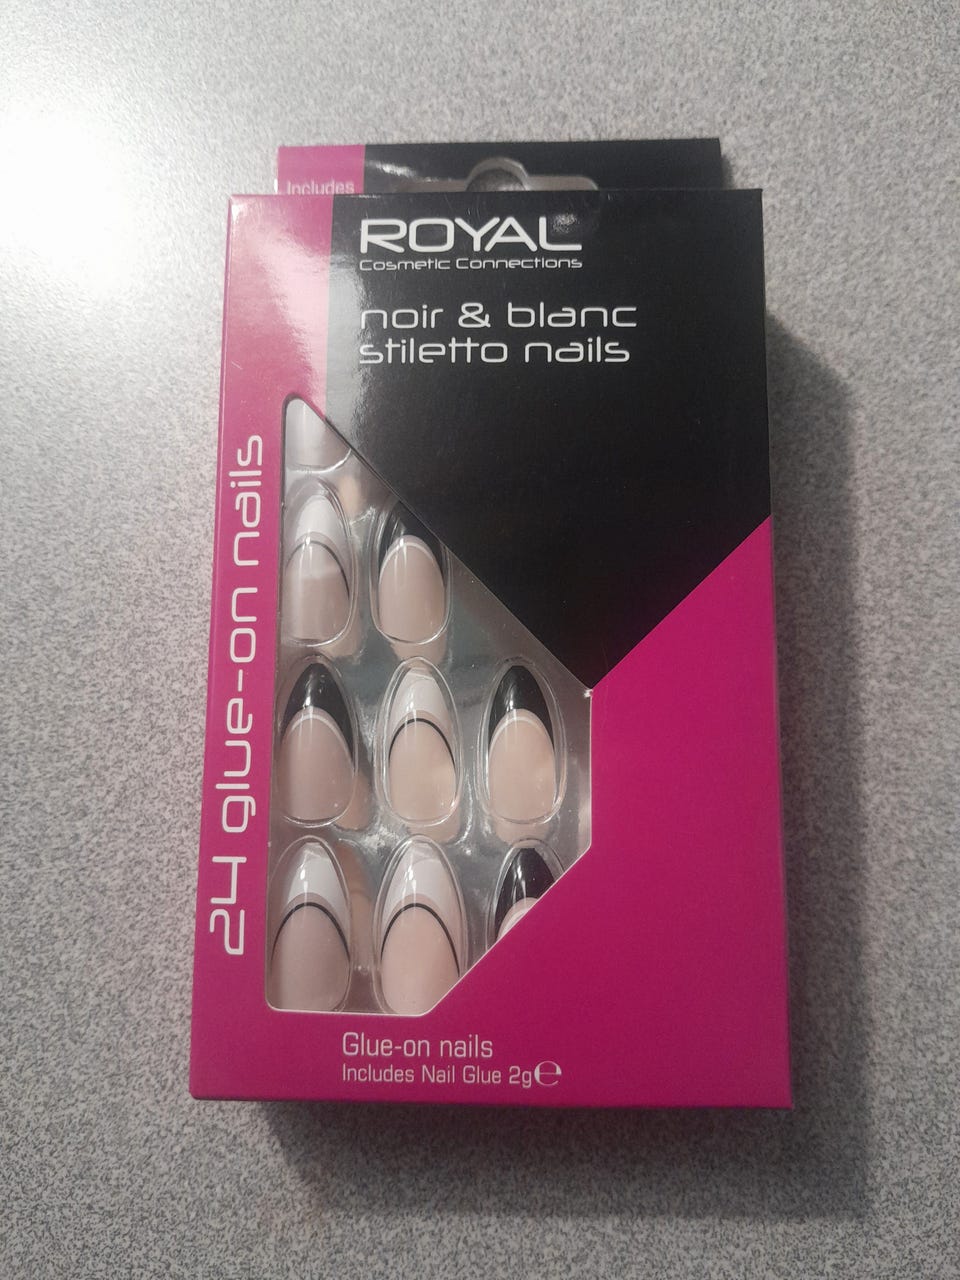 Includes
ROYAL
Cosmetic Connections
noir & blanc
stiletto nails
24 glue-on nails
Glue-on nails
Includes Nail Glue 2g℮